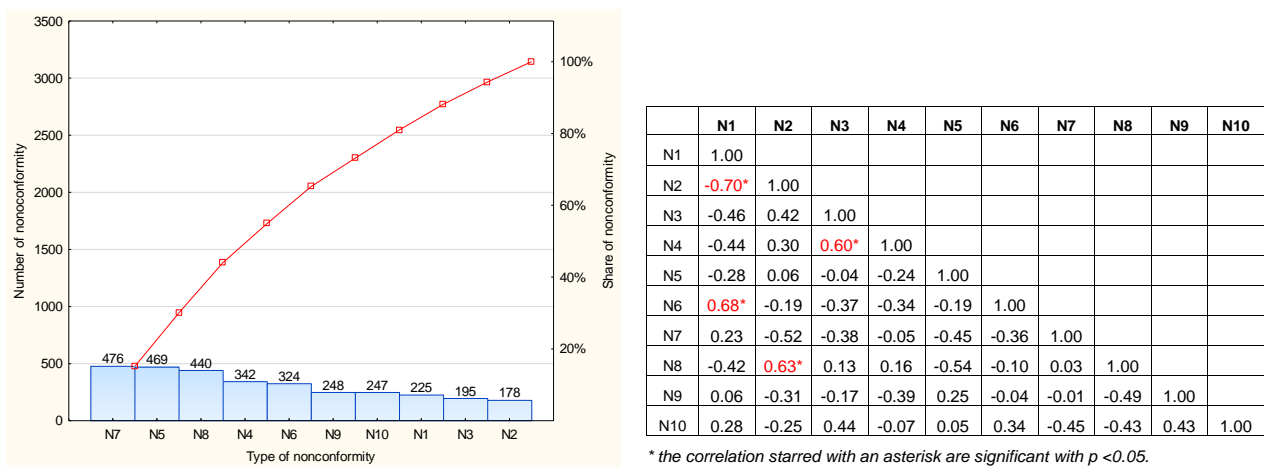 3500
3000
2500
2000
1500
1000
500
0
Number of nonoconformity
476 469 440 342 324 248 247 225 195 178
N7 N5 N8 N4 N6 N9 N10 N1 N3 N2
Type of nonconformity
100%
80%
60%
40%
20%
Share of nonconformity
N1 N2 N3 N4 N5 N6 N7 N8 N9 N10
N1 1.00
N2 -0.70* 1.00
N3 -0.46 0.42 1.00
N4 -0.44 0.30 0.60* 1.00
N5 -0.28 0.06 -0.04 -0.24 1.00
N6 0.68* -0.19 -0.37 -0.34 -0.19 1.00
N7 0.23 -0.52 -0.38 -0.05 -0.45 -0.36 1.00
N8 -0.42 0.63* 0.13 0.16 -0.54 -0.10 0.03 1.00
N9 0.06 -0.31 -0.17 -0.39 0.25 -0.04 -0.01 -0.49 1.00
N10 0.28 -0.25 0.44 -0.07 0.05 0.34 -0.45 -0.43 0.43 1.00
* the correlation starred with an asterisk are significant with p <0.05.